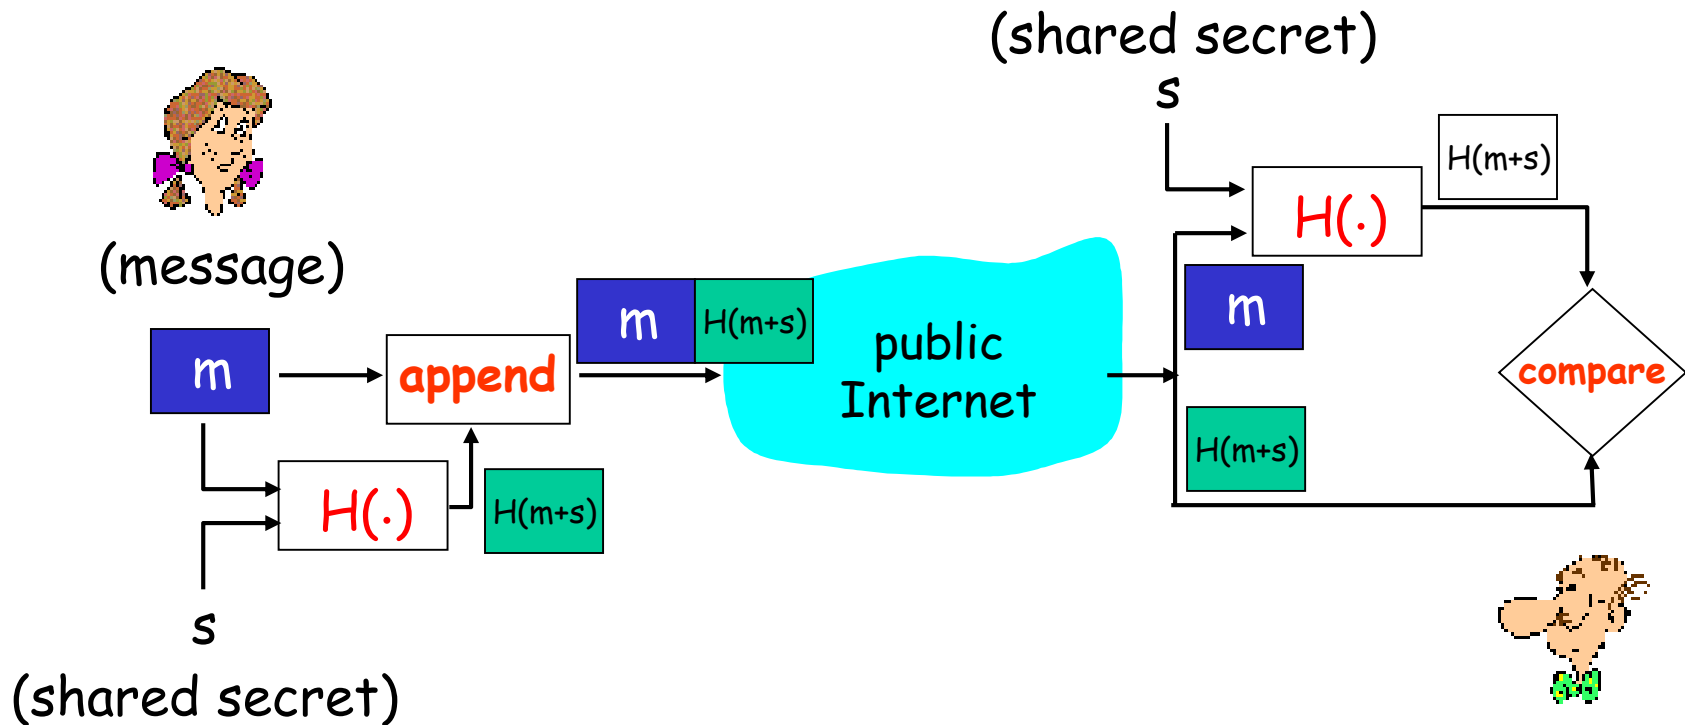 (shared secret)
s
H(m+s)
H(.)
(message)
m
H(m+s)
m
public
Internet
m
append
compare
H(m+s)
H(.)
H(m+s)
s
(shared secret)